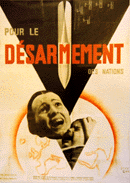 POUR LE
DÉSARMEMENT
DES NATIONS